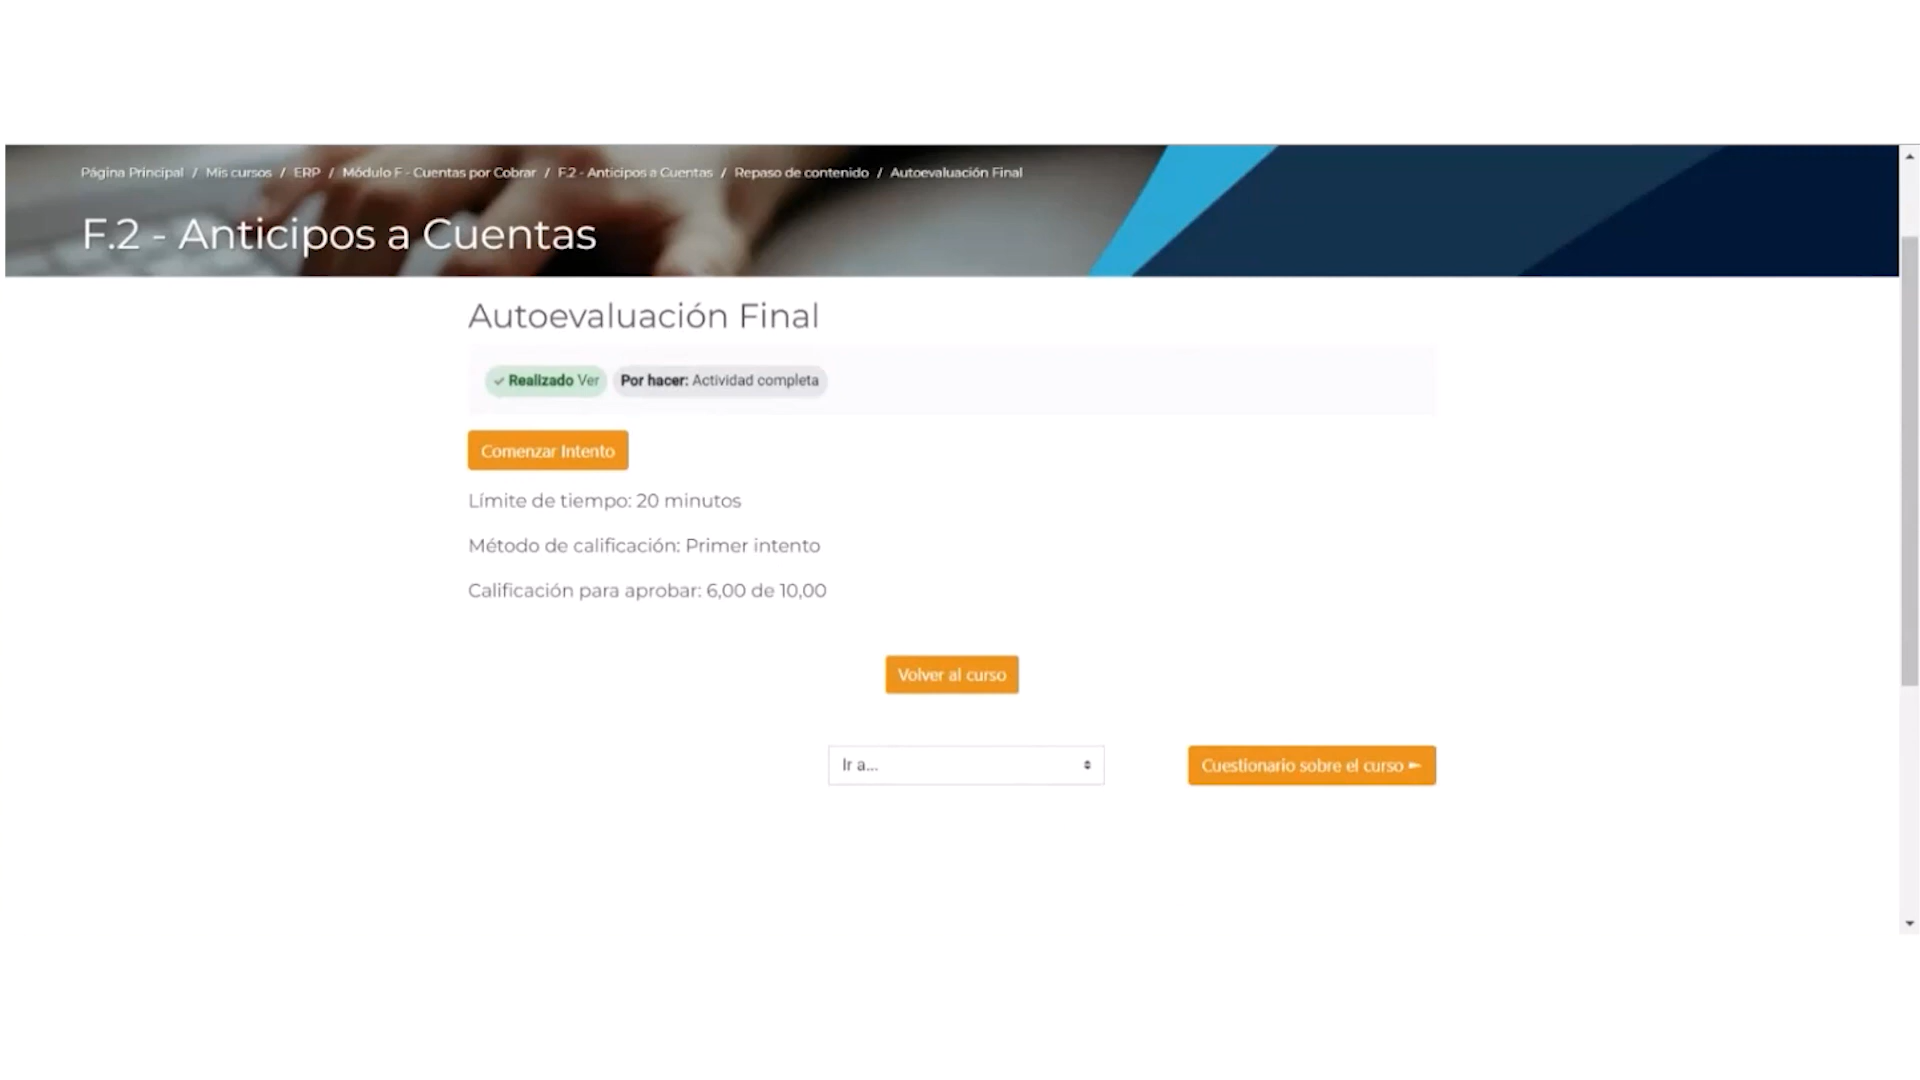 Página Principal / Mis cursos / ERP / Módulo F - Cuentas por Cobrar / F.2 - Anticipos a Cuentas / Repaso de contenido / Autoevaluación Final
F.2 - Anticipos a Cuentas
Autoevaluación Final
Realizado Ver Por hacer: Actividad completa
Comenzar Intento
Límite de tiempo: 20 minutos
Método de calificación: Primer intento
Calificación para aprobar: 6,00 de 10,00
Volver al curso
Ir a...
Cuestionario sobre el curso